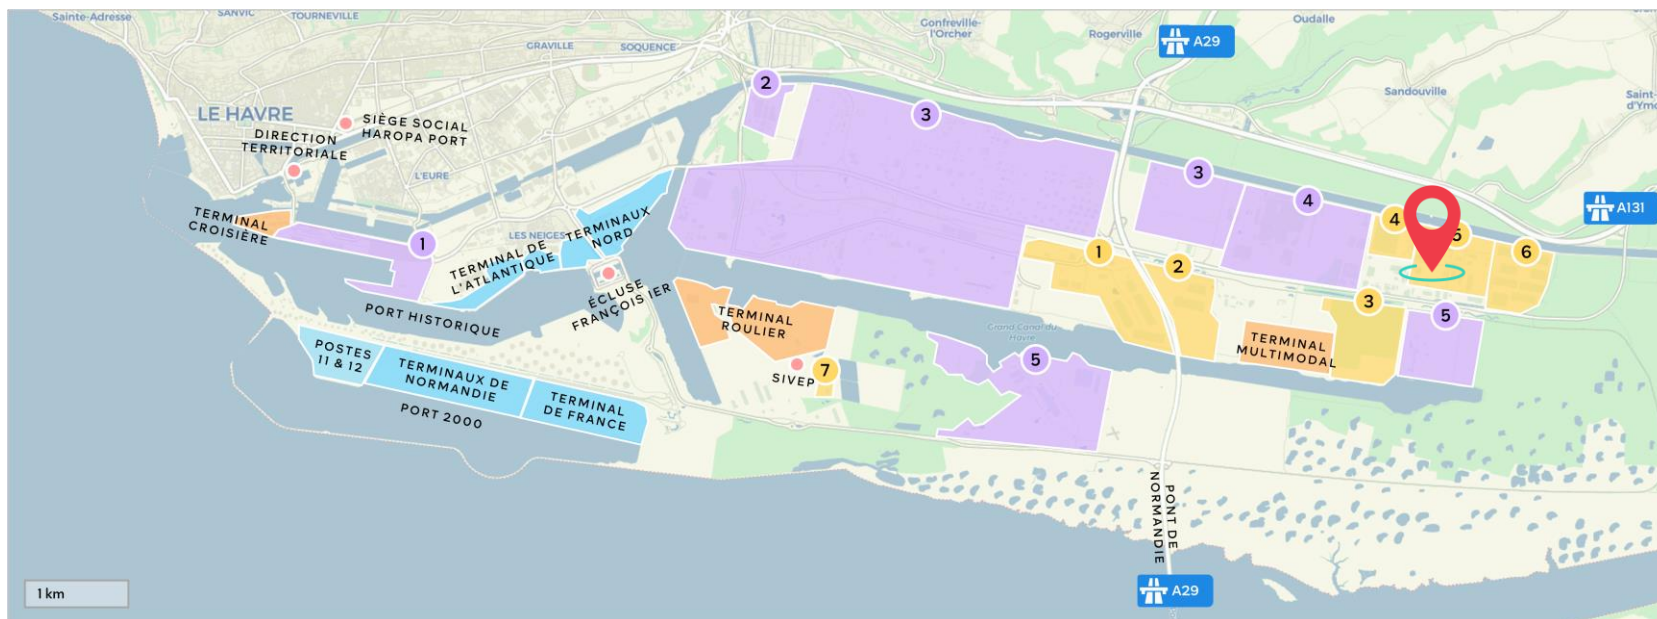 Sainte-Adresse
SANVIC
TOURNEVILLE
GRAVILLE
SOQUENCE
Gonfreville-
l'Orcher
Rogerville
A29
Oudalle
Sandouville
Saint-
d'Ymo
A131
LE HAVRE
SIÈGE SOCIAL
HAROPA PORT
DIRECTION
TERRITORIALE
L'EURE
2
3
3
4
4
5
6
TERMINAL
CROISIÈRE
1
LES NEIGES
TERMINAUX
NORD
TERMINAL DE
L'ATLANTIQUE
ÉCLUSE
FRANÇOIS IER
PORT HISTORIQUE
1
2
3
5
TERMINAL
ROULIER
Grand Canal du
Havre
TERMINAL
MULTIMODAL
5
SIVEP
7
POSTES
11 & 12
TERMINAUX DE
NORMANDIE
TERMINAL
DE FRANCE
PORT 2000
PONT DE
NORMANDIE
A29
1 km